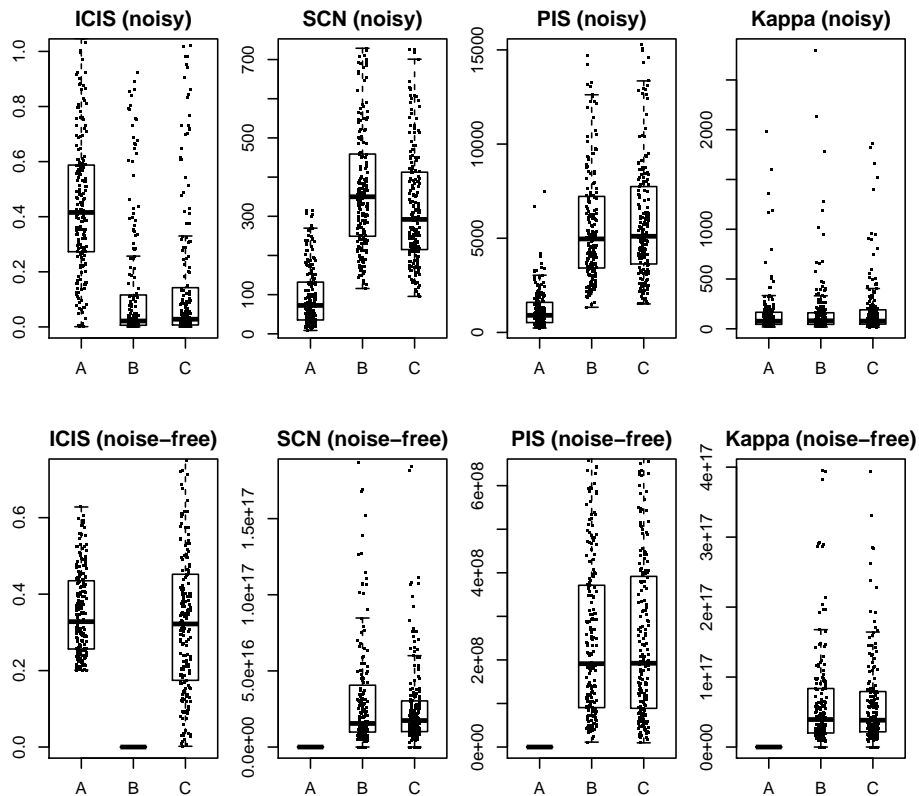 ICIS (noisy)
SCN (noisy)
PIS (noisy)
Kappa (noisy)
0.0 0.2 0.4 0.6 0.8 1.0
0 100 300 500 700
0 5000 10000 15000
0 500 1000 2000
A B C
A B C
A B C
A B C
ICIS (noise−free)
SCN (noise−free)
PIS (noise−free)
Kappa (noise−free)
0.0 0.2 0.4 0.6
0.0e+00 5.0e+16 1.0e+17 1.5e+17
0e+00 2e+08 4e+08 6e+08
0e+00 1e+17 2e+17 3e+17 4e+17
A B C
A B C
A B C
A B C